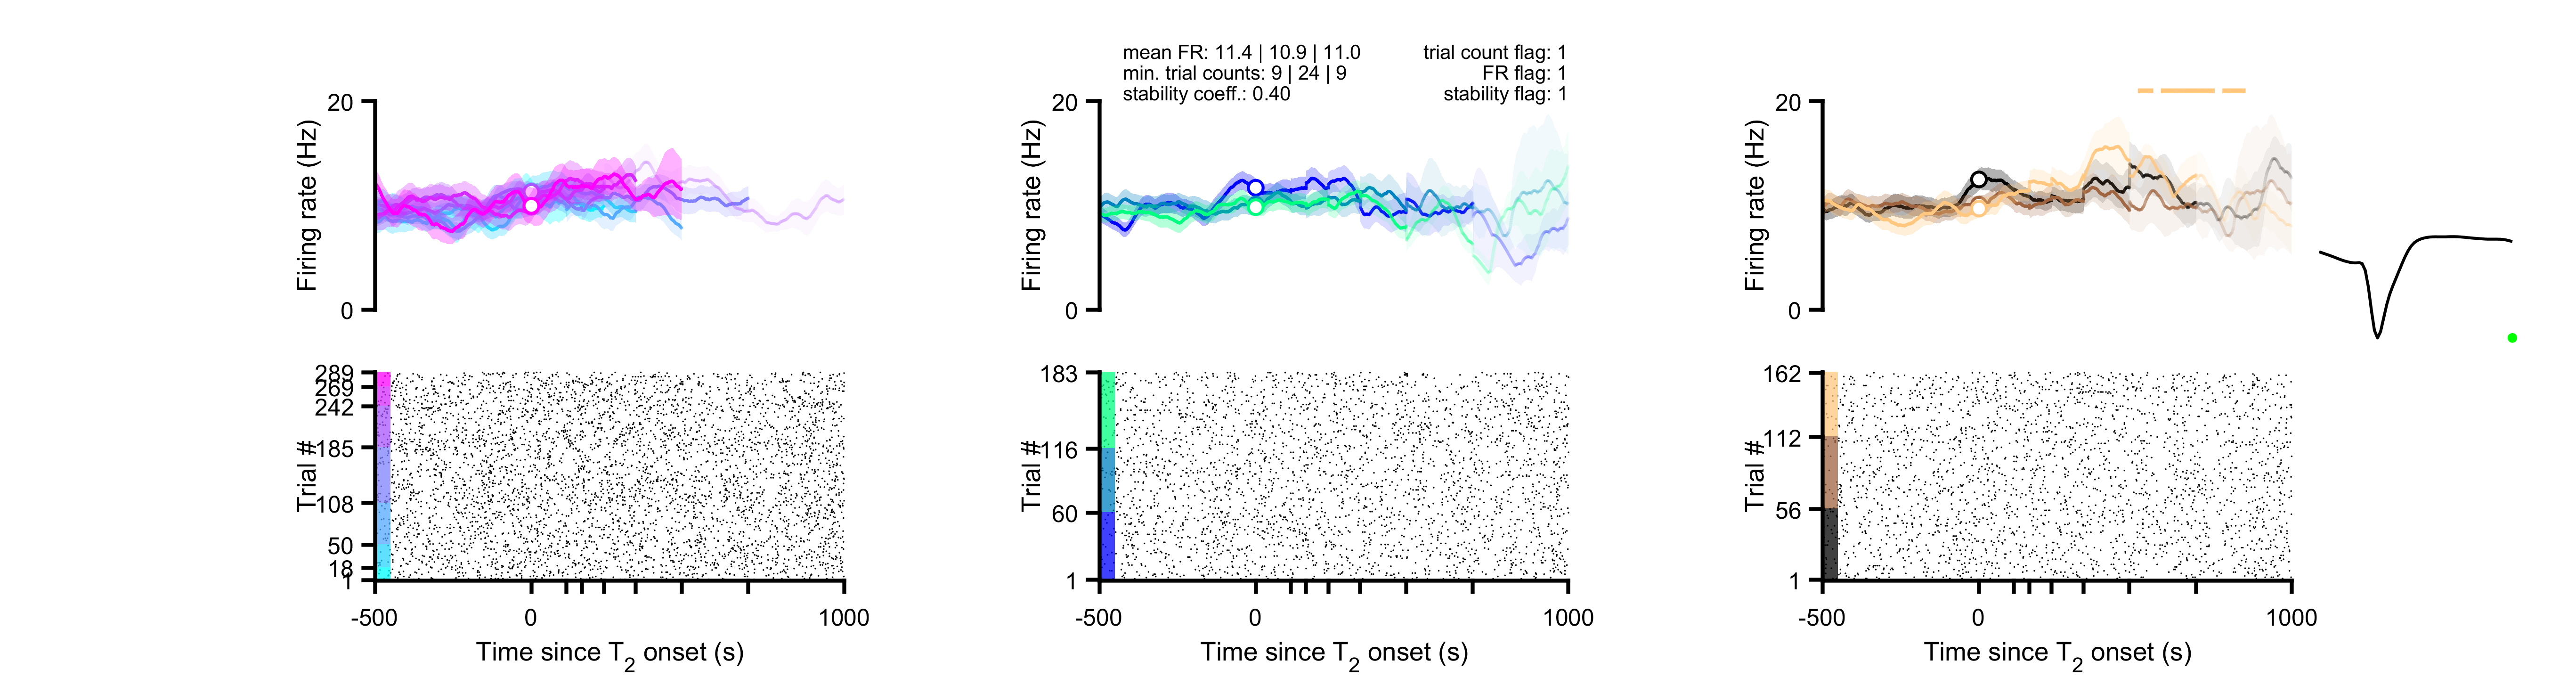 mean FR: 11.4 | 10.9 | 11.0
min. trial counts: 9 | 24 | 9
stability coeff.: 0.40
trial count flag: 1
FR flag: 1
stability flag: 1
20
0
Firing rate (Hz)
20
0
Firing rate (Hz)
20
0
Firing rate (Hz)
289
269
242
185
108
50
18
1
Trial #
-500
0
1000
Time since T2 onset (s)
183
116
60
1
Trial #
-500
0
1000
Time since T2 onset (s)
162
112
56
1
Trial #
-500
0
1000
Time since T2 onset (s)